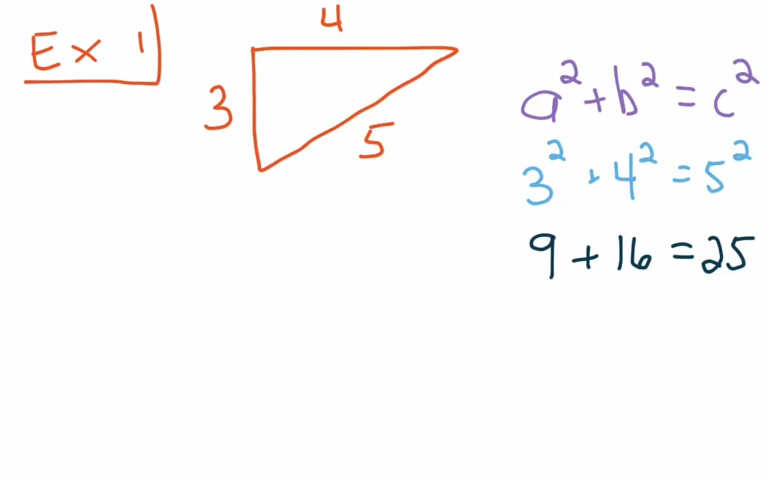 Ex 1
4
3
5
a² + b² = c²
3² + 4² = 5²
9 + 16 = 25